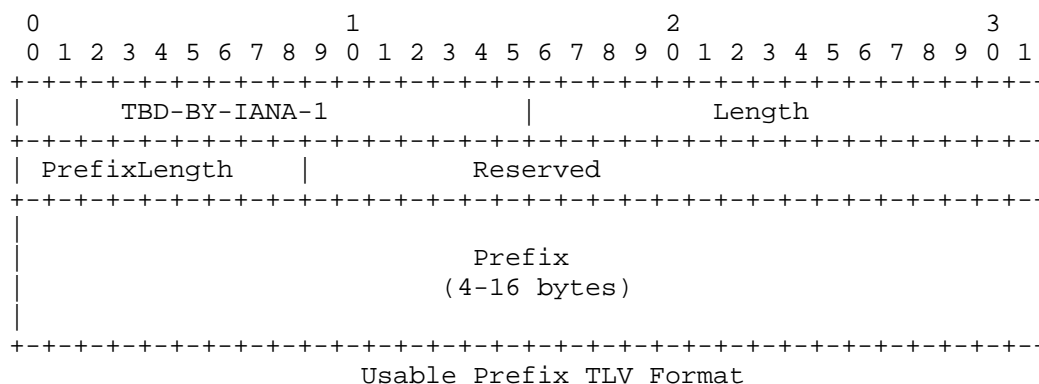 0                   1                   2                   3
0 1 2 3 4 5 6 7 8 9 0 1 2 3 4 5 6 7 8 9 0 1 2 3 4 5 6 7 8 9 0 1
+-+-+-+-+-+-+-+-+-+-+-+-+-+-+-+-+-+-+-+-+-+-+-+-+-+-+-+-+-+-+-+--
|      TBD-BY-IANA-1            |           Length
+-+-+-+-+-+-+-+-+-+-+-+-+-+-+-+-+-+-+-+-+-+-+-+-+-+-+-+-+-+-+-+--
| PrefixLength    |          Reserved
+-+-+-+-+-+-+-+-+-+-+-+-+-+-+-+-+-+-+-+-+-+-+-+-+-+-+-+-+-+-+-+--
|
|                            Prefix
|                          (4-16 bytes)
|
+-+-+-+-+-+-+-+-+-+-+-+-+-+-+-+-+-+-+-+-+-+-+-+-+-+-+-+-+-+-+-+--
Usable Prefix TLV Format